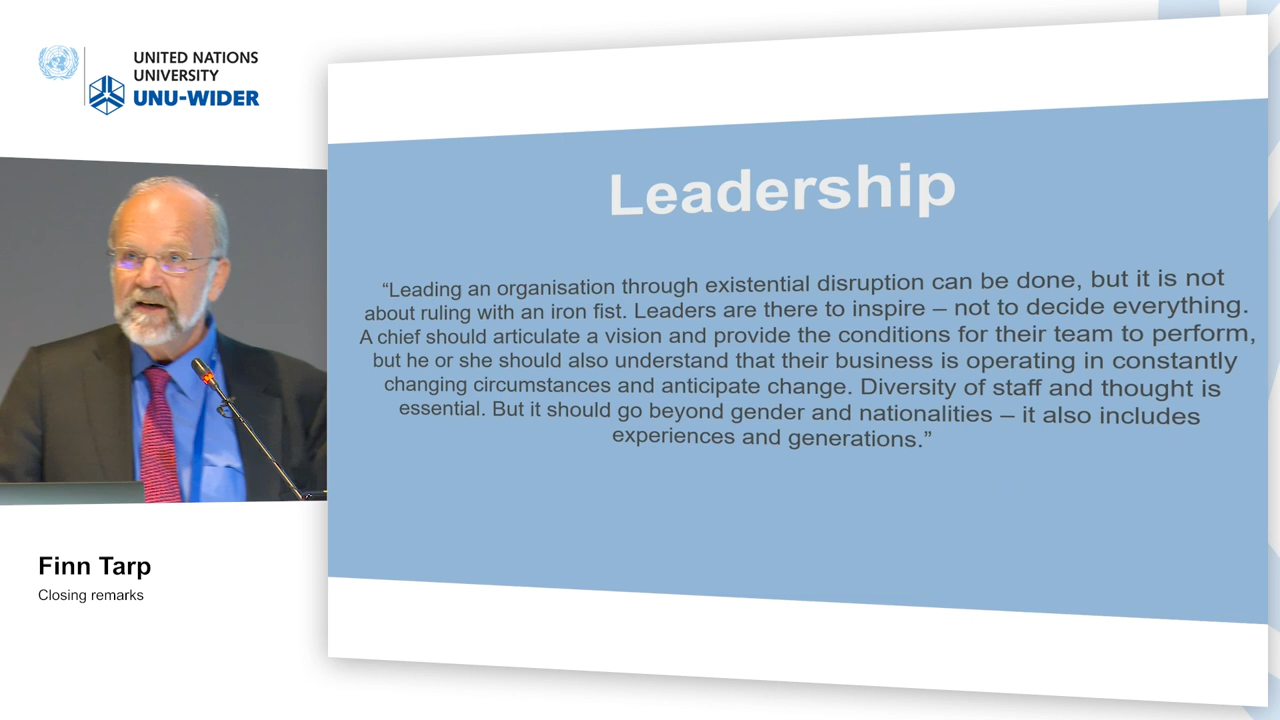 UNITED NATIONS
UNIVERSITY
UNU-WIDER
Leadership
“Leading an organisation through existential disruption can be done, but it is not
about ruling with an iron fist. Leaders are there to inspire – not to decide everything.
A chief should articulate a vision and provide the conditions for their team to perform,
but he or she should also understand that their business is operating in constantly
changing circumstances and anticipate change. Diversity of staff and thought is
essential. But it should go beyond gender and nationalities – it also includes
experiences and generations.”
Finn Tarp
Closing remarks